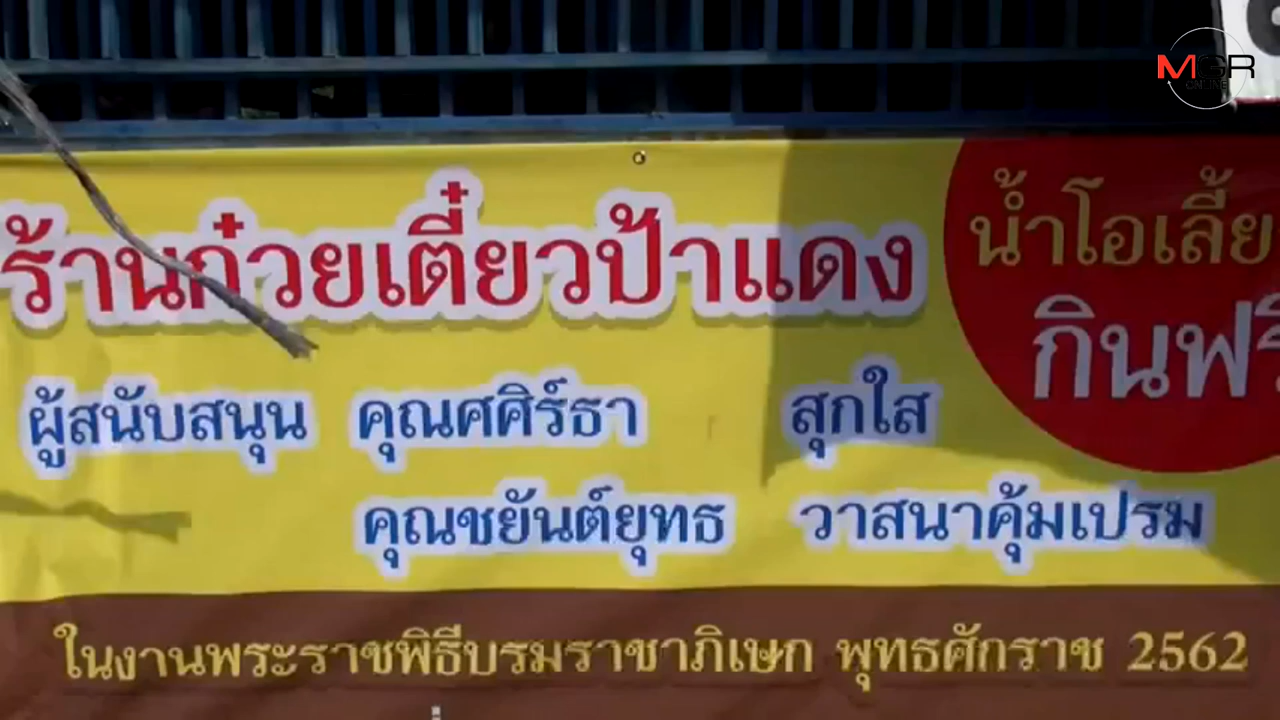 MGR
ONLINE
ร้านก๋วยเตี๋ยวป้าแดง
น้ำโอเลี้ย
กินฟรี
ผู้สนับสนุน คุณศศิร์ธา สุกใส
คุณชยันต์ยุทธ วาสนาคุ้มเปรม
ในงานพระราชพิธีบรมราชาภิเษก พุทธศักราช 2562